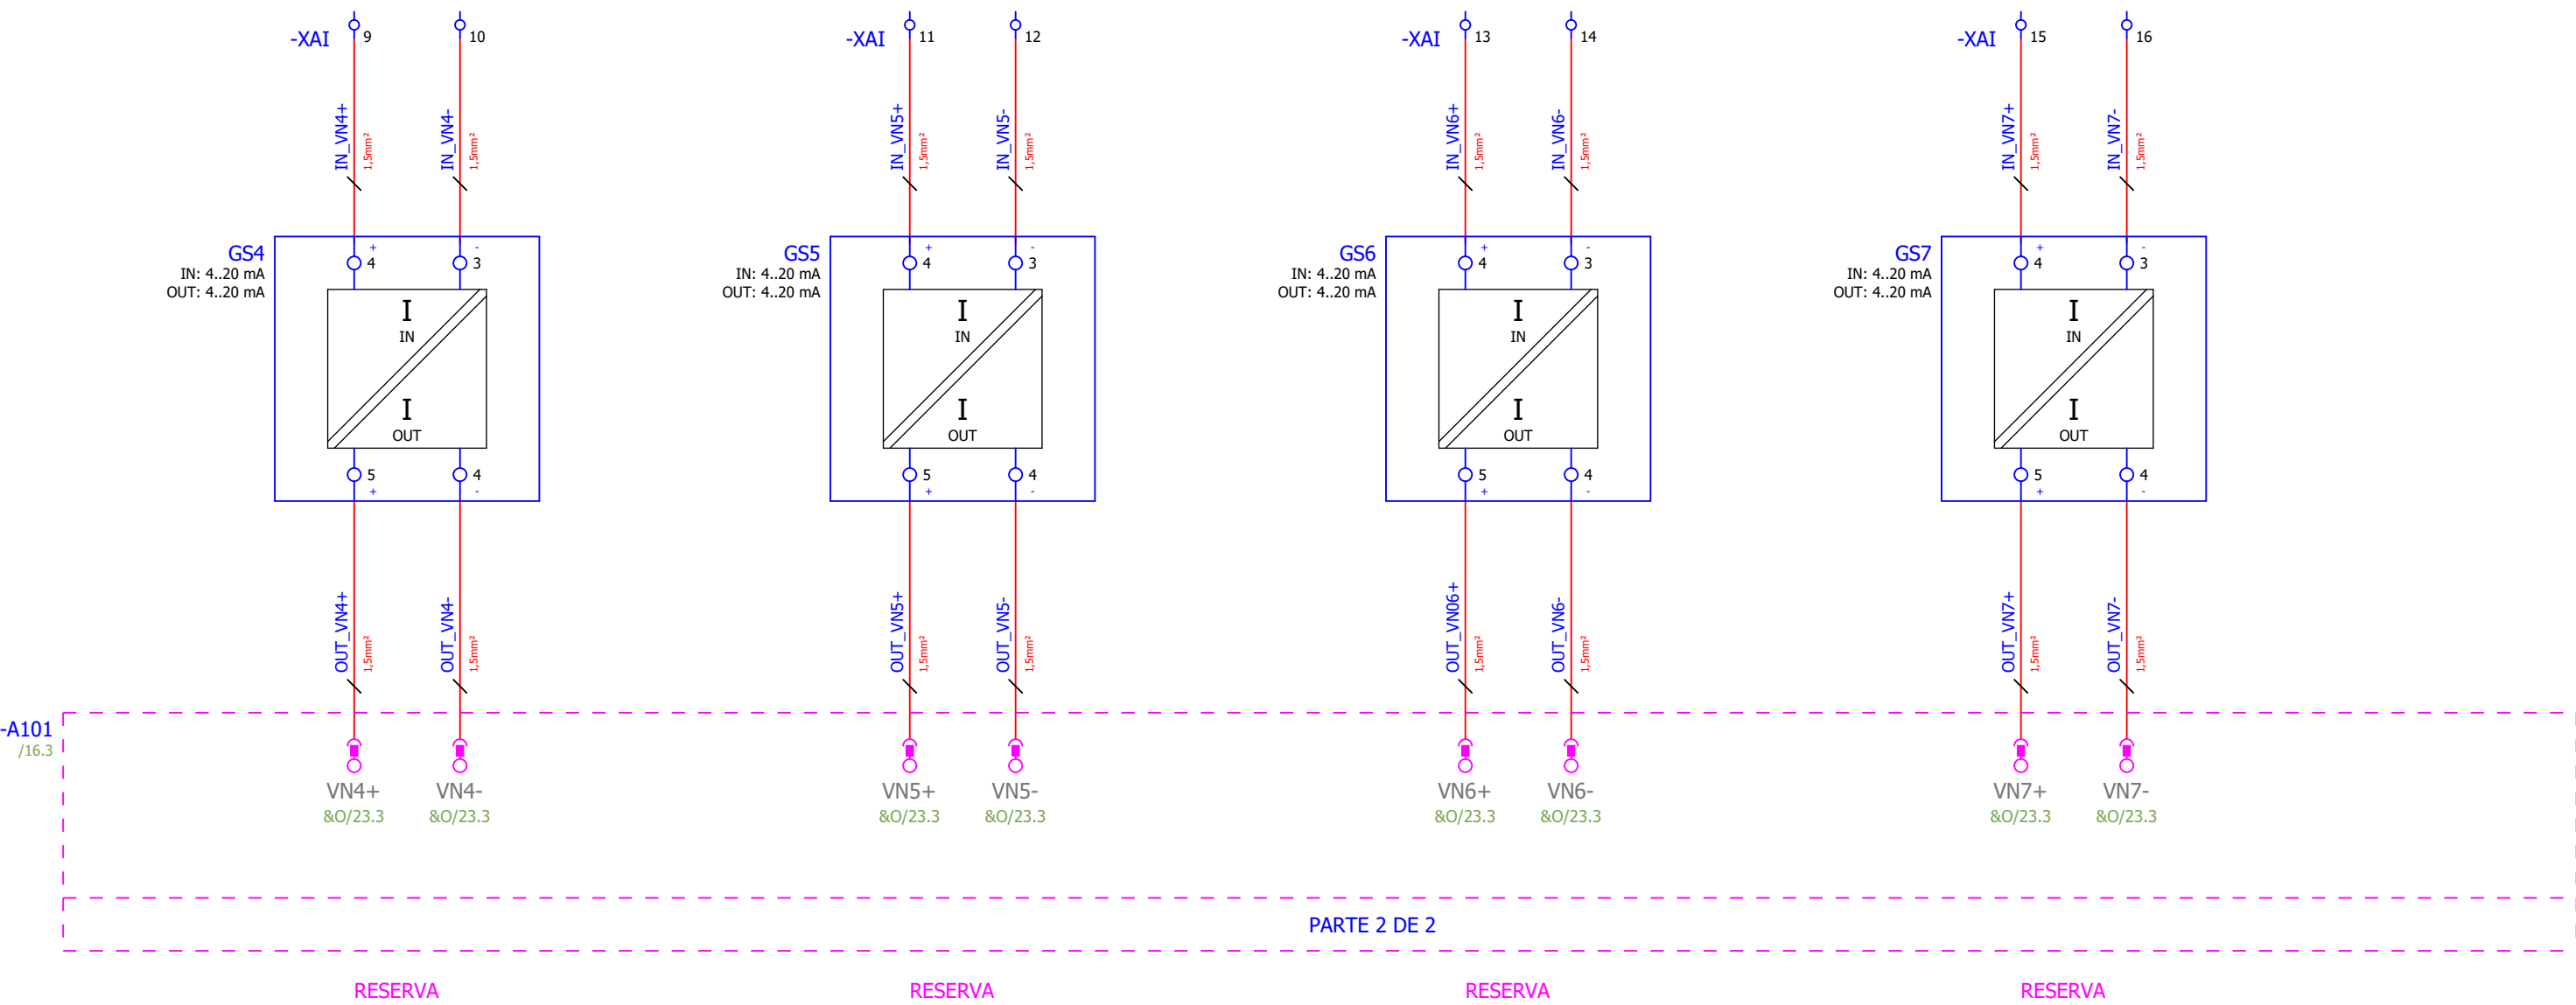 -XAI 9 10 -XAI 11 12 -XAI 13 14 -XAI 15 16
IN_VN4+ 1,5mm² IN_VN4- 1,5mm² IN_VN5+ 1,5mm² IN_VN5- 1,5mm² IN_VN6+ 1,5mm² IN_VN6- 1,5mm² IN_VN7+ 1,5mm² IN_VN7- 1,5mm²
+ - + - + - + -
GS4 4 3 GS5 4 3 GS6 4 3 GS7 4 3
IN: 4..20 mA IN: 4..20 mA IN: 4..20 mA IN: 4..20 mA
OUT: 4..20 mA OUT: 4..20 mA OUT: 4..20 mA OUT: 4..20 mA
I I I I
IN IN IN IN
I I I I
OUT OUT OUT OUT
5 4 5 4 5 4 5 4
+ - + - + - + -
OUT_VN4+ 1,5mm² OUT_VN4- 1,5mm² OUT_VN5+ 1,5mm² OUT_VN5- 1,5mm² OUT_VN06+ 1,5mm² OUT_VN6- 1,5mm² OUT_VN7+ 1,5mm² OUT_VN7- 1,5mm²
-A101
/16.3
VN4+ VN4- VN5+ VN5- VN6+ VN6- VN7+ VN7-
&O/23.3 &O/23.3 &O/23.3 &O/23.3 &O/23.3 &O/23.3 &O/23.3 &O/23.3
PARTE 2 DE 2
RESERVA RESERVA RESERVA RESERVA